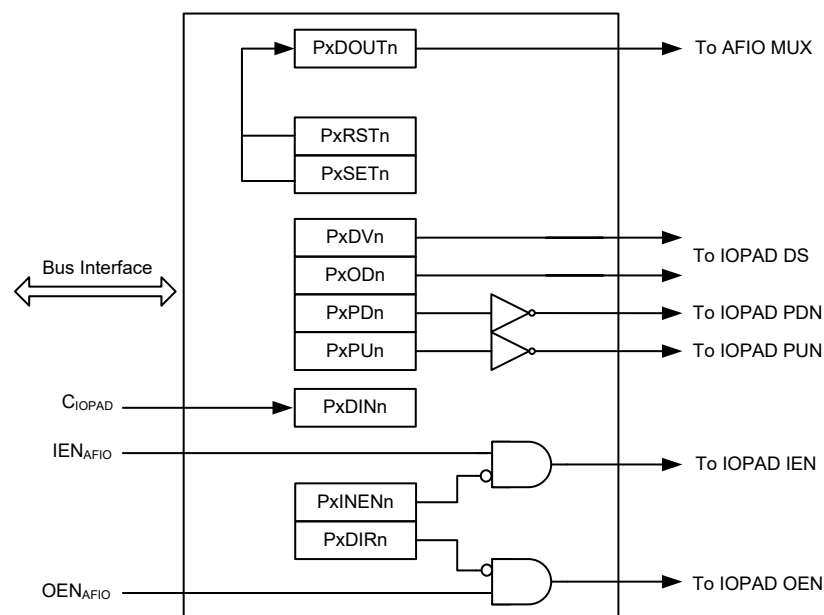 PxDOUTn
To AFIO MUX
PxRSTn
PxSETn
PxDVn
To IOPAD DS
Bus Interface
PxODn
PxPDn
To IOPAD PDN
PxPUn
To IOPAD PUN
CIOPAD
PxDINn
IENAFIO
To IOPAD IEN
PxINENn
PxDIRn
OENAFIO
To IOPAD OEN